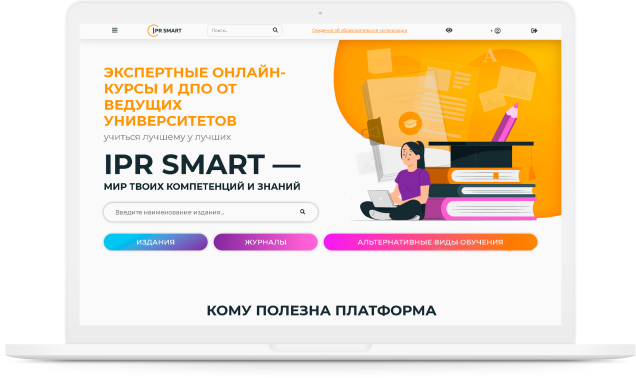 IPR SMART
Поиск...
Сведения об образовательной организации
ЭКСПЕРТНЫЕ ОНЛАЙН-
КУРСЫ И ДПО ОТ
ВЕДУЩИХ
УНИВЕРСИТЕТОВ
учиться лучшему у лучших
IPR SMART —
МИР ТВОИХ КОМПЕТЕНЦИЙ И ЗНАНИЙ
Введите наименование издания...
ИЗДАНИЯ
ЖУРНАЛЫ
АЛЬТЕРНАТИВНЫЕ ВИДЫ ОБУЧЕНИЯ
КОМУ ПОЛЕЗНА ПЛАТФОРМА
A